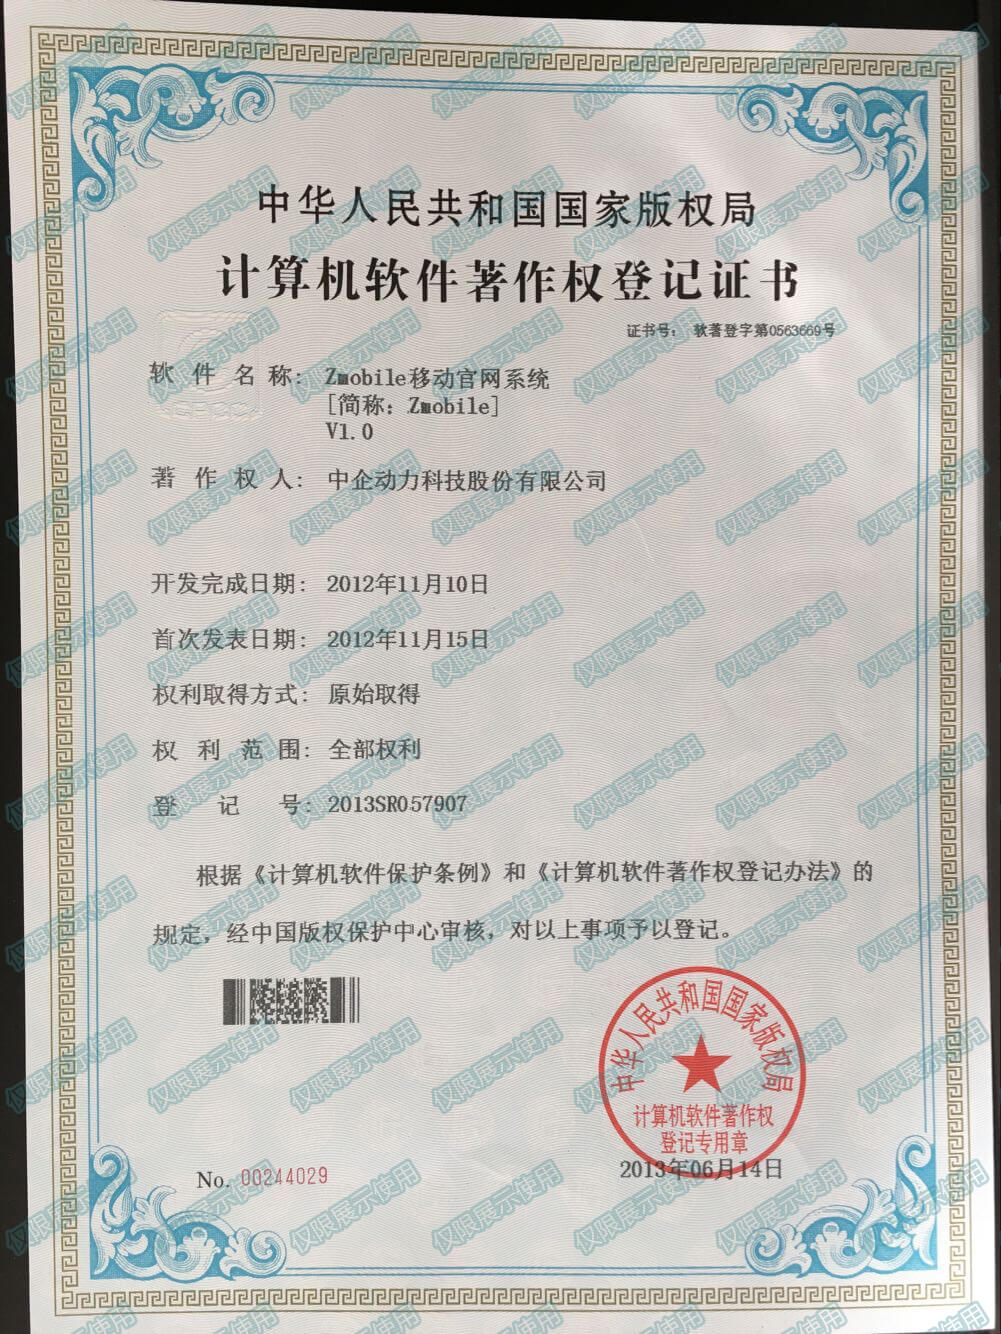 中华人民共和国国家版权局
计算机软件著作权登记证书
证书号： 软著登字第0563669号
软件名称： Zmobile移动官网系统
[简称：Zmobile]
V1.0
著作权人： 中企动力科技股份有限公司
开发完成日期： 2012年11月10日
首次发表日期： 2012年11月15日
权利取得方式： 原始取得
权利范围： 全部权利
登记号： 2013SR057907
根据《计算机软件保护条例》和《计算机软件著作权登记办法》的
规定，经中国版权保护中心审核，对以上事项予以登记。
中华人民共和国国家版权局
计算机软件著作权
登记专用章
No. 00244029
2013年06月14日
仅限展示使用